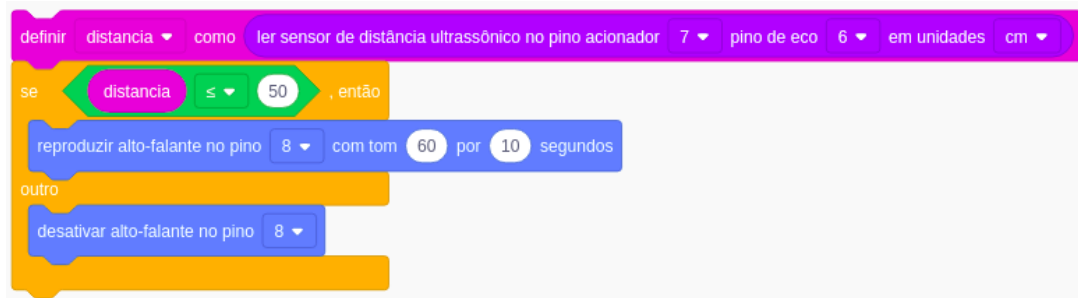 definir distancia como ler sensor de distância ultrassônico no pino acionador 7 pino de eco 6 em unidades cm
se distancia ≤ 50 , então
reproduzir alto-falante no pino 8 com tom 60 por 10 segundos
outro
desativar alto-falante no pino 8